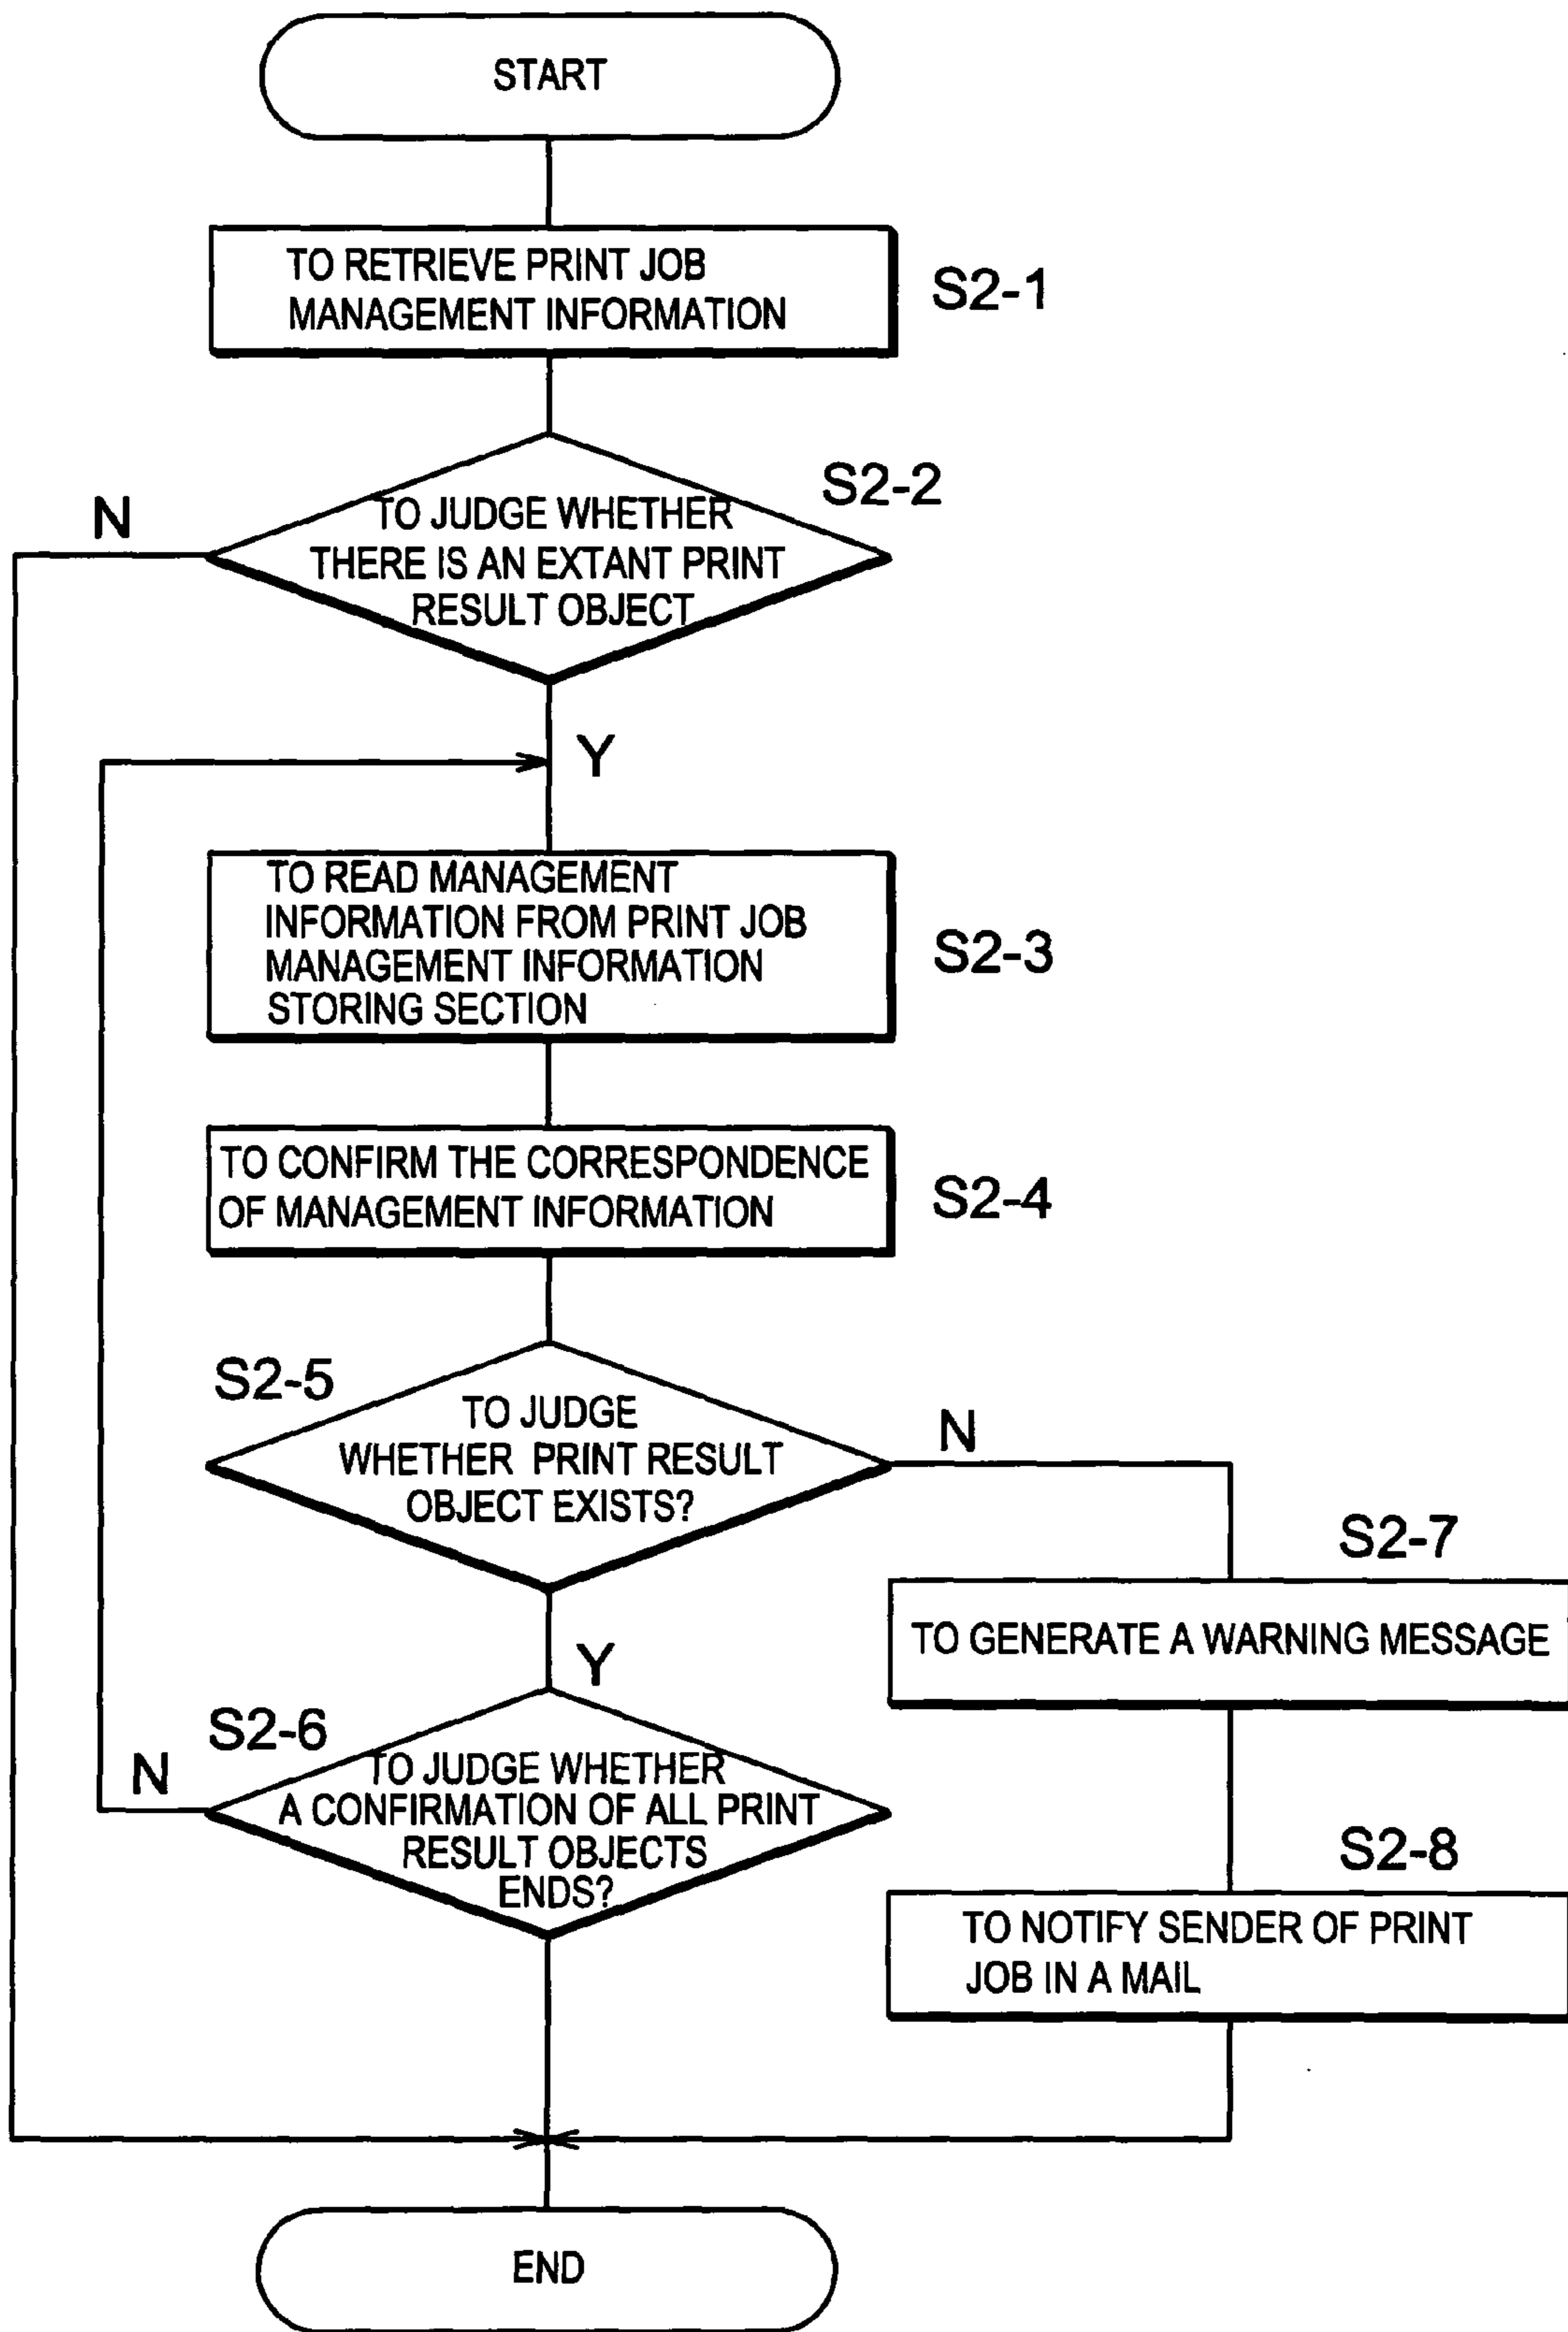 START
TO RETRIEVE PRINT JOB
MANAGEMENT INFORMATION
S2-1
S2-2
N
TO JUDGE WHETHER
THERE IS AN EXTANT PRINT
RESULT OBJECT
Y
TO READ MANAGEMENT
INFORMATION FROM PRINT JOB
MANAGEMENT INFORMATION
STORING SECTION
S2-3
TO CONFIRM THE CORRESPONDENCE
OF MANAGEMENT INFORMATION
S2-4
S2-5
TO JUDGE
WHETHER PRINT RESULT
OBJECT EXISTS?
N
Y
S2-7
TO GENERATE A WARNING MESSAGE
S2-6
N
TO JUDGE WHETHER
A CONFIRMATION OF ALL PRINT
RESULT OBJECTS
ENDS?
S2-8
TO NOTIFY SENDER OF PRINT
JOB IN A MAIL
END